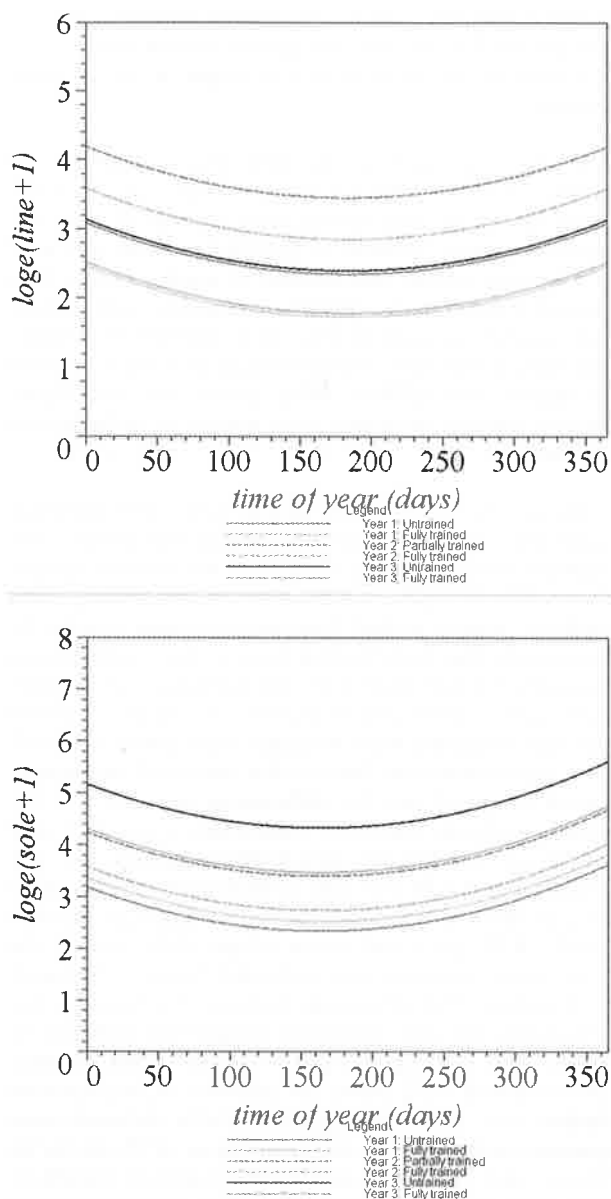 6
5
4
3
2
1
0
loge(line+1)
0 50 100 150 200 250 300 350
time of year (days)
Legend
Year 1: Untrained
Year 1: Fully trained
Year 2: Partially trained
Year 2: Fully trained
Year 3: Untrained
Year 3: Fully trained
8
7
6
5
4
3
2
1
0
loge(sole+1)
0 50 100 150 200 250 300 350
time of year (days)
Legend
Year 1: Untrained
Year 1: Fully trained
Year 2: Partially trained
Year 2: Fully trained
Year 3: Untrained
Year 3: Fully trained